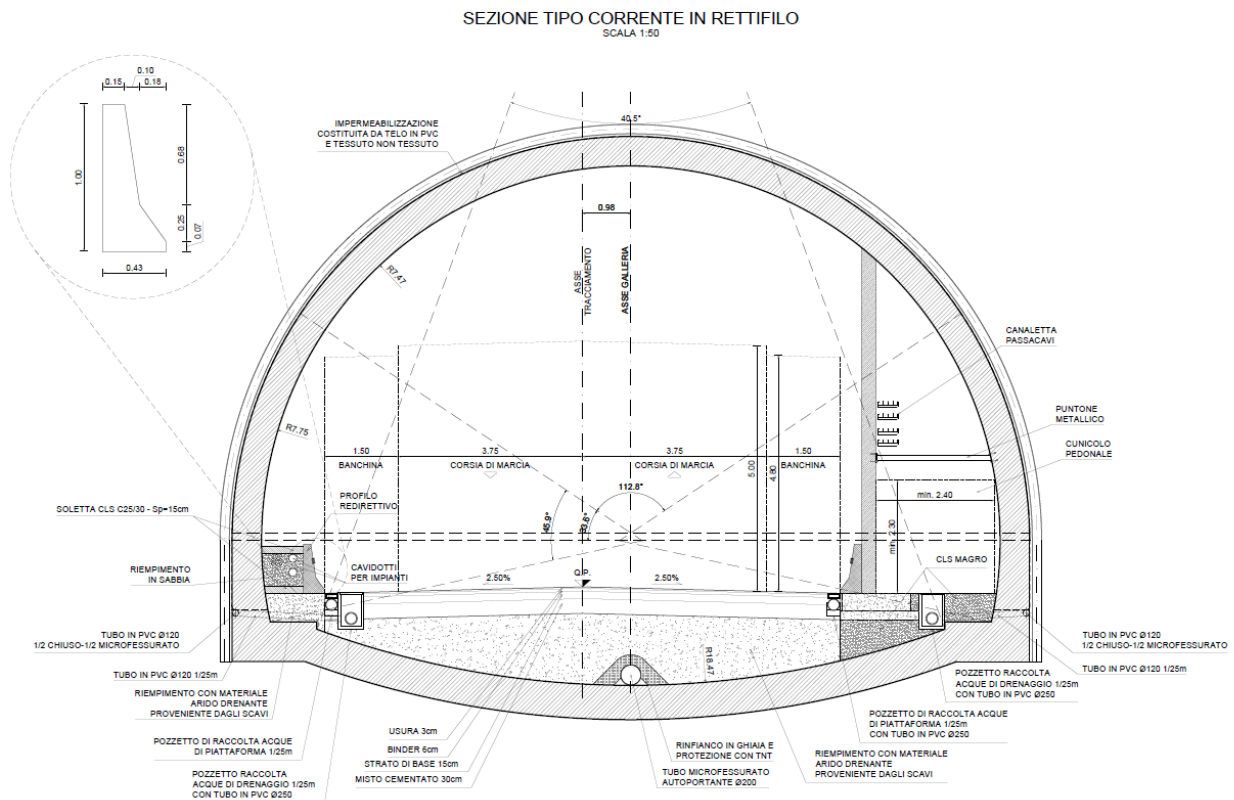 SEZIONE TIPO CORRENTE IN RETTIFILO
SCALA 1:50
0.10
0.15
0.18
1.00
0.68
0.25
0.07
0.43
IMPERMEABILIZZAZIONE
COSTITUITA DA TELO IN PVC
E TESSUTO NON TESSUTO
40.5°
0.98
ASSE
TRACCIAMENTO
ASSE GALLERIA
R7.47
R7.75
CANALETTA
PASSACAVI
PUNTONE
METALLICO
CUNICOLO
PEDONALE
1.50
3.75
3.75
1.50
BANCHINA
CORSIA DI MARCIA
CORSIA DI MARCIA
BANCHINA
5.00
4.80
112.8°
45.9°
33.6°
min. 2.40
min. 2.30
CLS MAGRO
SOLETTA CLS C25/30 - Sp=15cm
PROFILO
REDIRETTIVO
RIEMPIMENTO
IN SABBIA
CAVIDOTTI
PER IMPIANTI
2.50%
Q.P.
2.50%
R18.47
TUBO IN PVC Ø120
1/2 CHIUSO-1/2 MICROFESSURATO
TUBO IN PVC Ø120 1/25m
RIEMPIMENTO CON MATERIALE
ARIDO DRENANTE
PROVENIENTE DAGLI SCAVI
POZZETTO DI RACCOLTA ACQUE
DI PIATTAFORMA 1/25m
POZZETTO RACCOLTA
ACQUE DI DRENAGGIO 1/25m
CON TUBO IN PVC Ø250
USURA 3cm
BINDER 6cm
STRATO DI BASE 15cm
MISTO CEMENTATO 30cm
RINFIANCO IN GHIAIA E
PROTEZIONE CON TNT
TUBO MICROFESSURATO
AUTOPORTANTE Ø200
RIEMPIMENTO CON MATERIALE
ARIDO DRENANTE
PROVENIENTE DAGLI SCAVI
POZZETTO DI RACCOLTA ACQUE
DI PIATTAFORMA 1/25m
CON TUBO IN PVC Ø250
POZZETTO RACCOLTA
ACQUE DI DRENAGGIO 1/25m
CON TUBO IN PVC Ø250
TUBO IN PVC Ø120
1/2 CHIUSO-1/2 MICROFESSURATO
TUBO IN PVC Ø120 1/25m